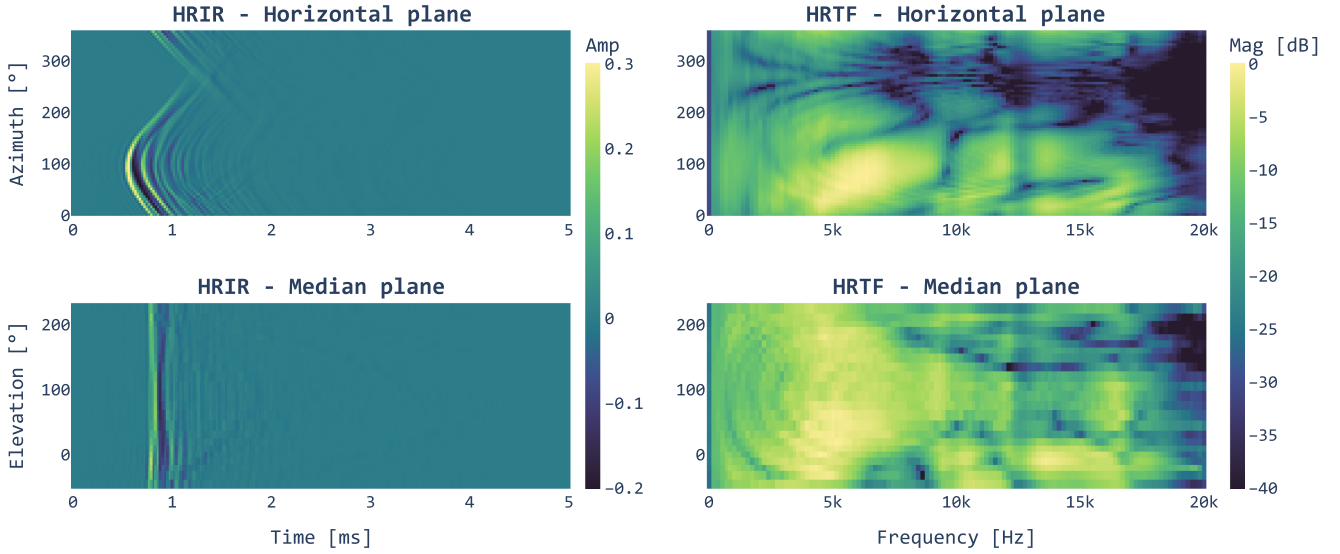 HRIR - Horizontal plane
HRTF - Horizontal plane
Azimuth [°]
300
200
100
0
0
1
2
3
4
5
Amp
0.3
0.2
0.1
0
−0.1
−0.2
300
200
100
0
0
5k
10k
15k
20k
Mag [dB]
0
−5
−10
−15
−20
−25
−30
−35
−40
HRIR - Median plane
HRTF - Median plane
Elevation [°]
200
100
0
0
1
2
3
4
5
Time [ms]
200
100
0
0
5k
10k
15k
20k
Frequency [Hz]